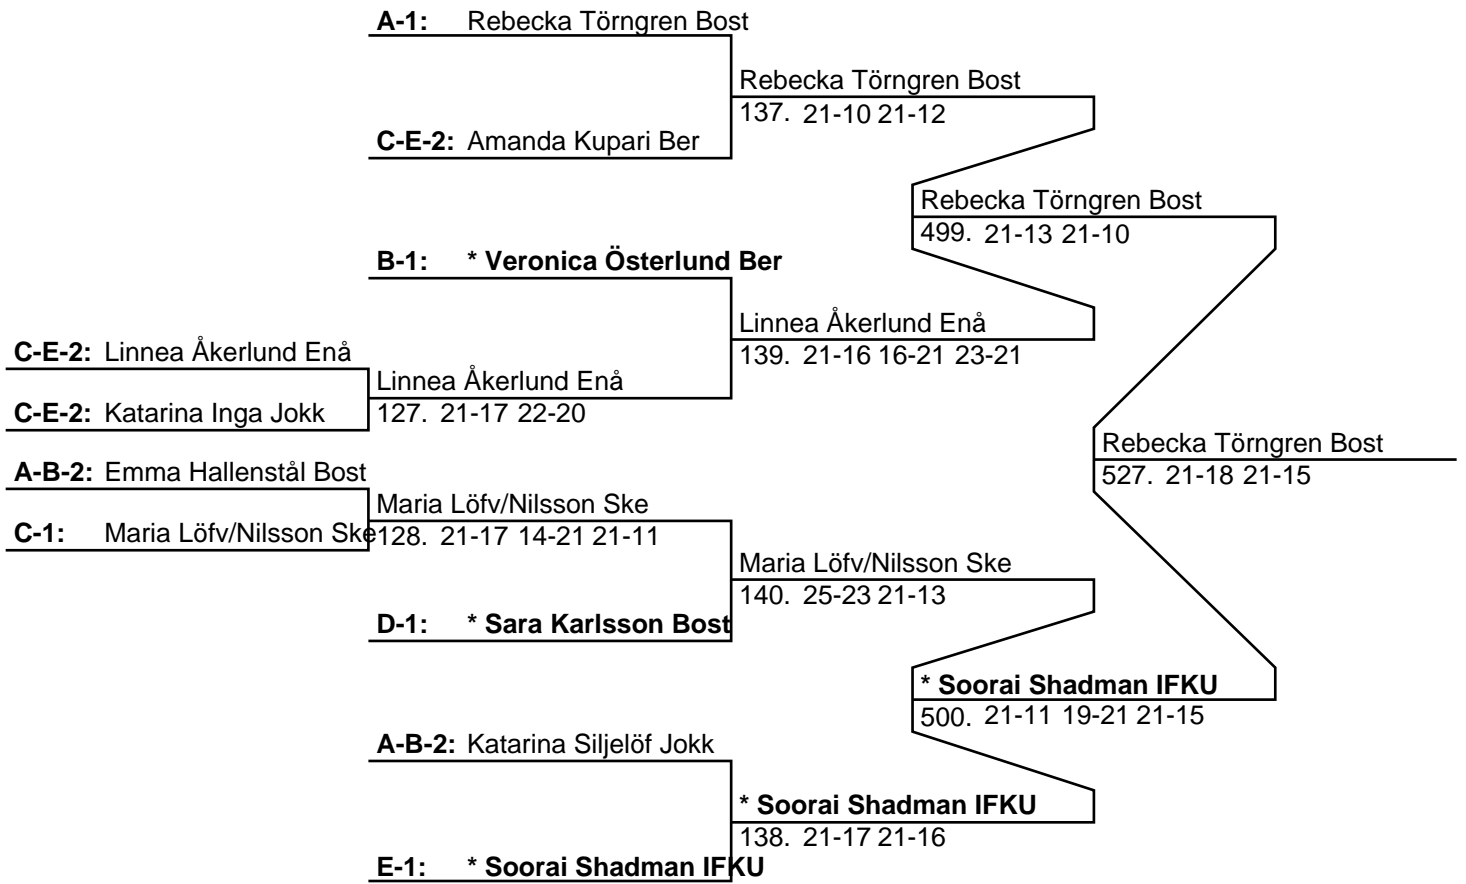 A-1: Rebecka Törngren Bost
Rebecka Törngren Bost
137. 21-10 21-12
C-E-2: Amanda Kupari Ber
Rebecka Törngren Bost
499. 21-13 21-10
B-1: * Veronica Österlund Ber
Linnea Åkerlund Enå
139. 21-16 16-21 23-21
C-E-2: Linnea Åkerlund Enå
Linnea Åkerlund Enå
127. 21-17 22-20
C-E-2: Katarina Inga Jokk
Rebecka Törngren Bost
527. 21-18 21-15
A-B-2: Emma Hallenstål Bost
Maria Löfv/Nilsson Ske
128. 21-17 14-21 21-11
C-1: Maria Löfv/Nilsson Ske
Maria Löfv/Nilsson Ske
140. 25-23 21-13
D-1: * Sara Karlsson Bost
* Soorai Shadman IFKU
500. 21-11 19-21 21-15
A-B-2: Katarina Siljelöf Jokk
* Soorai Shadman IFKU
138. 21-17 21-16
E-1: * Soorai Shadman IFKU